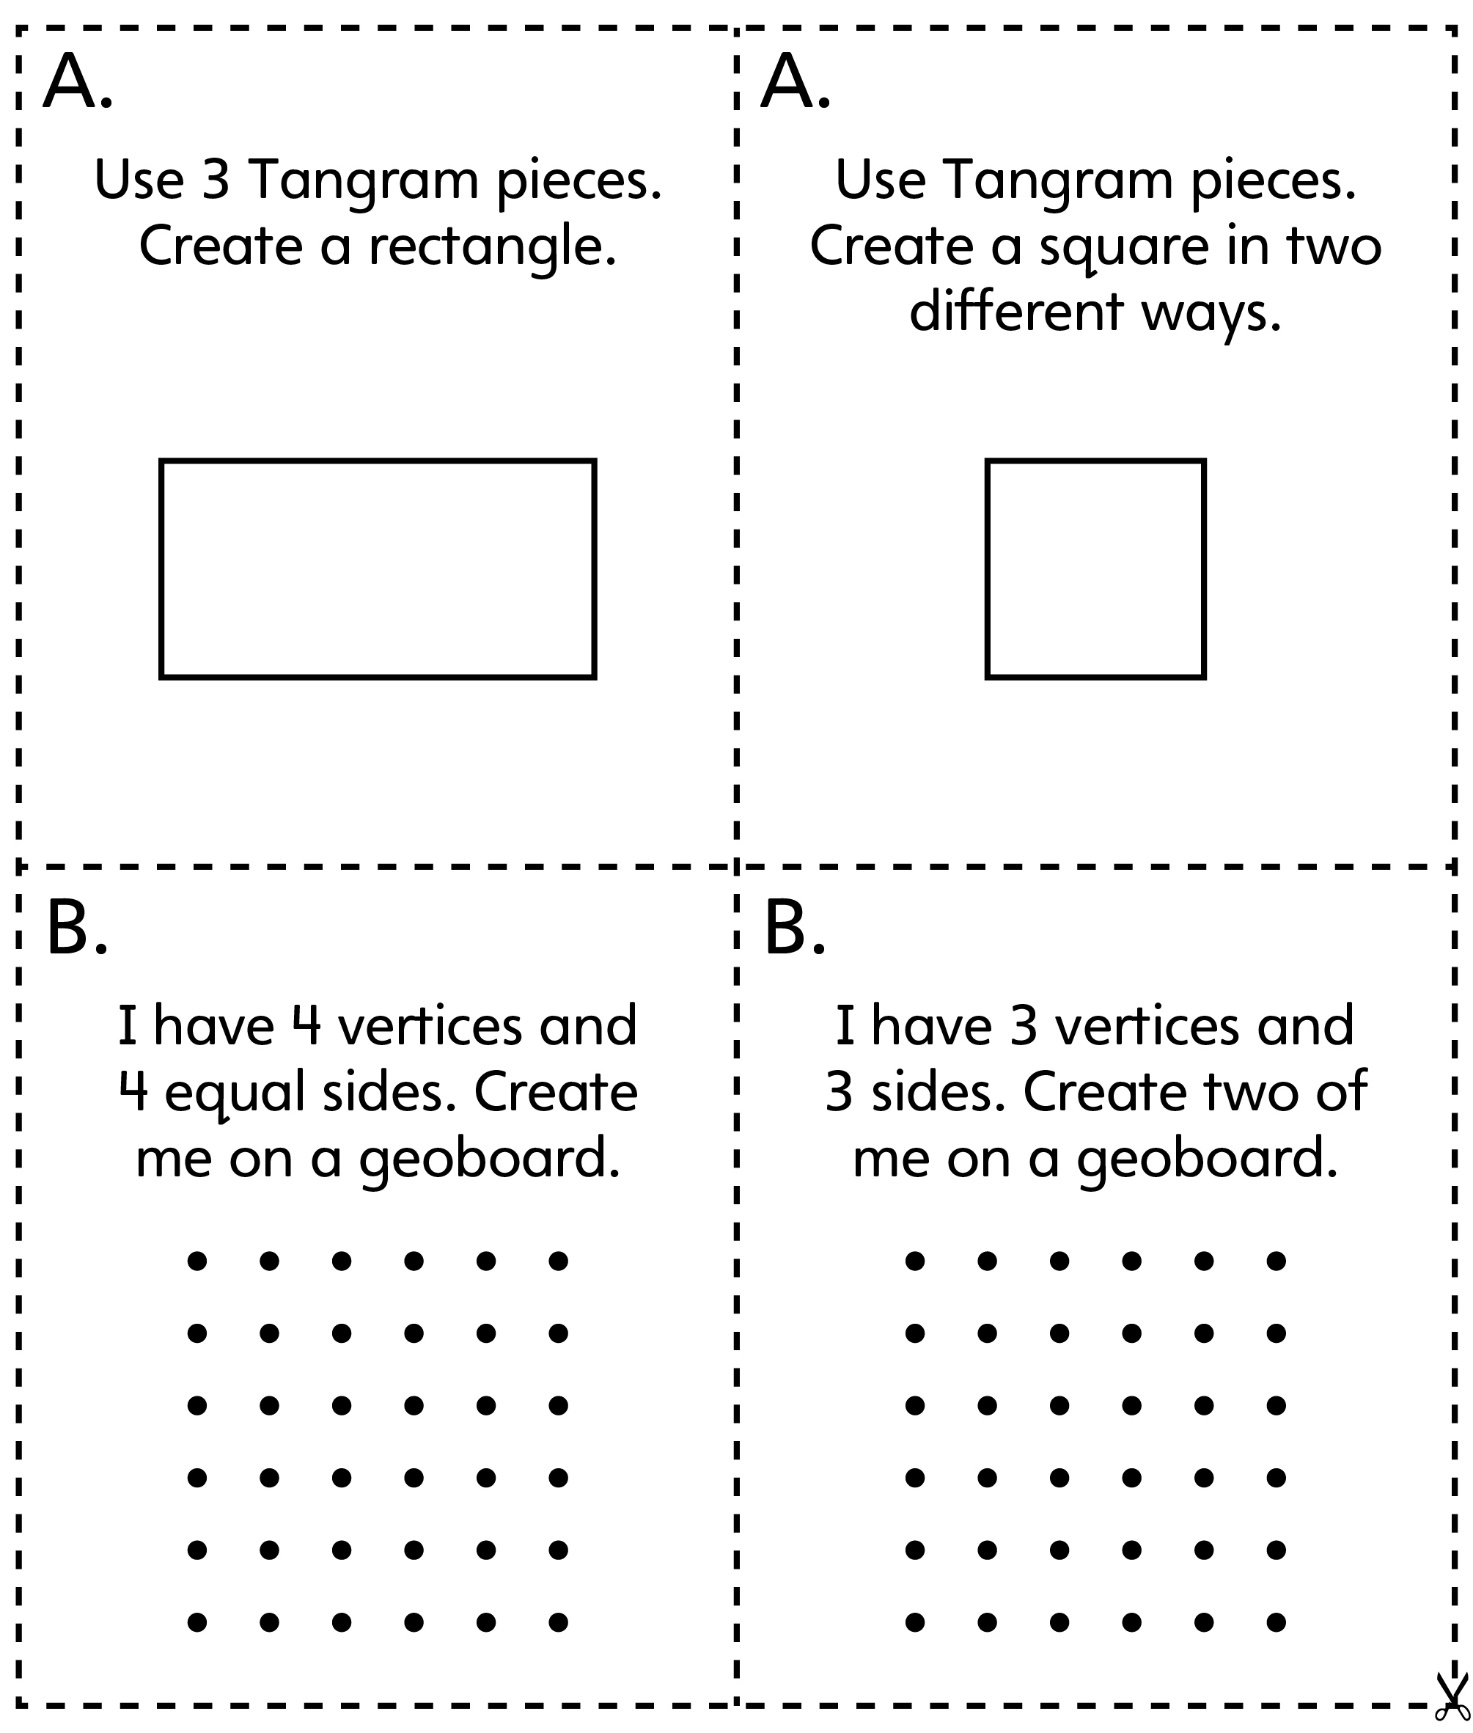 A.
Use 3 Tangram pieces.
Create a rectangle.
A.
Use Tangram pieces.
Create a square in two
different ways.
B.
I have 4 vertices and
4 equal sides. Create
me on a geoboard.
B.
I have 3 vertices and
3 sides. Create two of
me on a geoboard.